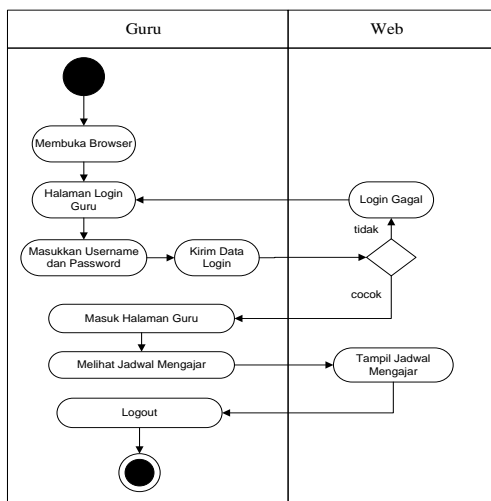 Guru
Web
Membuka Browser
Halaman Login
Guru
Login Gagal
tidak
Masukkan Username
dan Password
Kirim Data
Login
cocok
Masuk Halaman Guru
Melihat Jadwal Mengajar
Tampil Jadwal
Mengajar
Logout